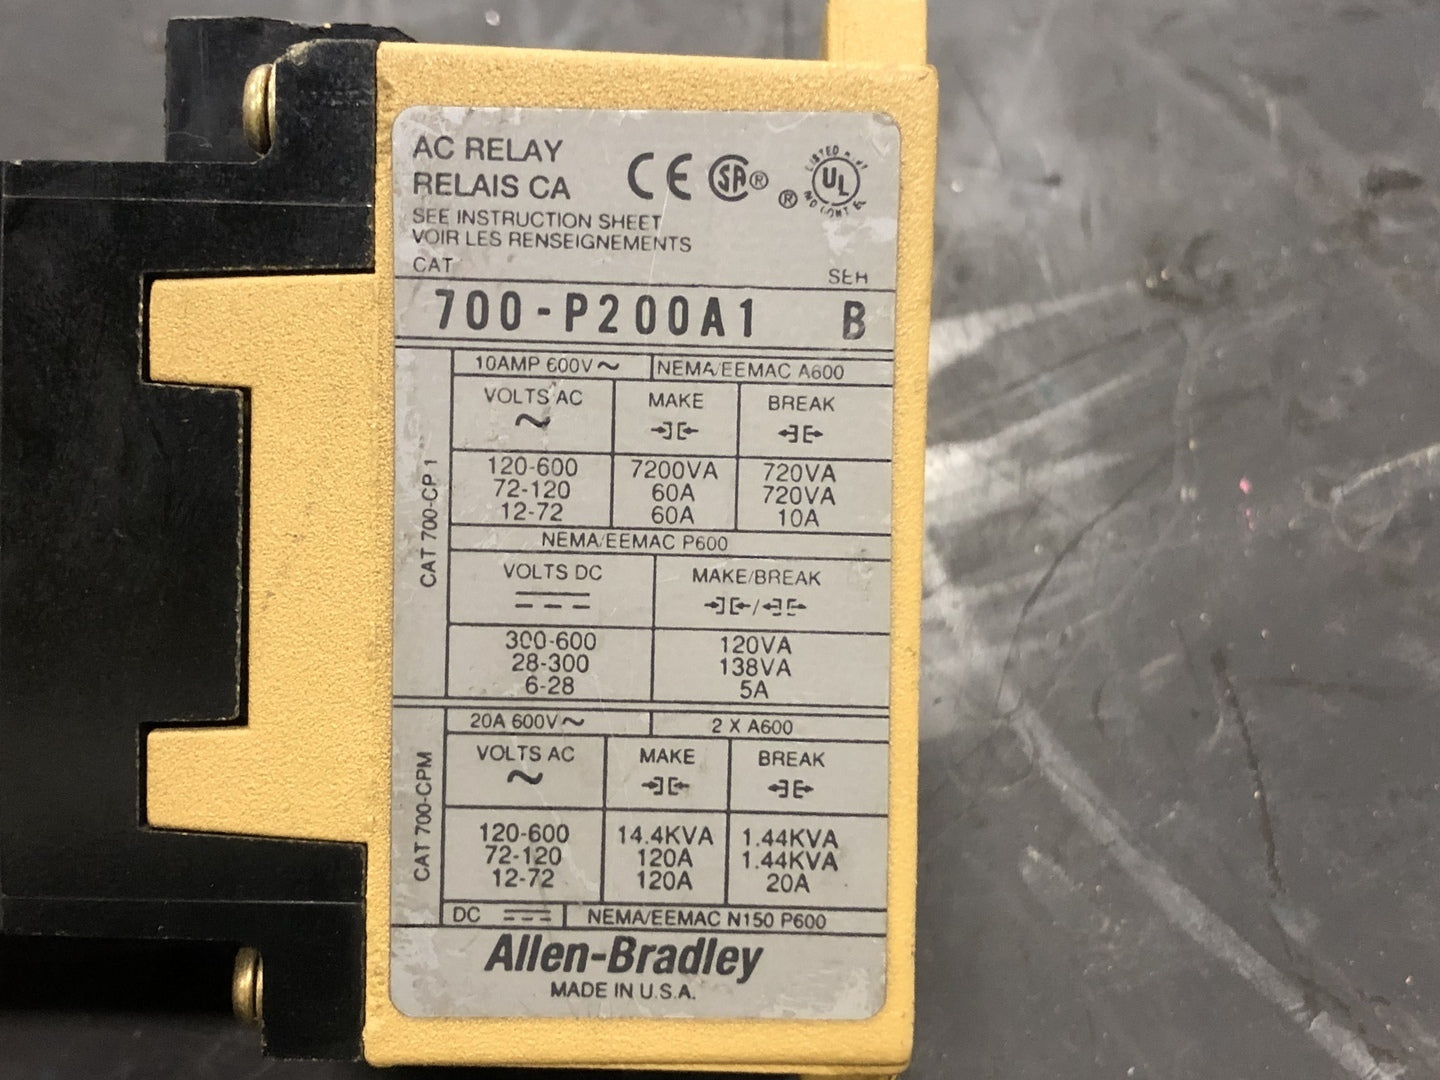 AC RELAY
RELAIS CA
CE SA® ® UL LISTED
SEE INSTRUCTION SHEET
VOIR LES RENSEIGNEMENTS
CAT SER
700-P200A1 B
10AMP 600V~ NEMA/EEMAC A600
VOLTS AC MAKE BREAK
~
120-600 7200VA 720VA
72-120 60A 720VA
12-72 60A 10A
CAT 700-CP1
NEMA/EEMAC P600
VOLTS DC MAKE/BREAK
300-600 120VA
28-300 138VA
6-28 5A
20A 600V~ 2 X A600
VOLTS AC MAKE BREAK
~
120-600 14.4KVA 1.44KVA
72-120 120A 1.44KVA
12-72 120A 20A
CAT 700-CPM
DC NEMA/EEMAC N150 P600
Allen-Bradley
MADE IN U.S.A.